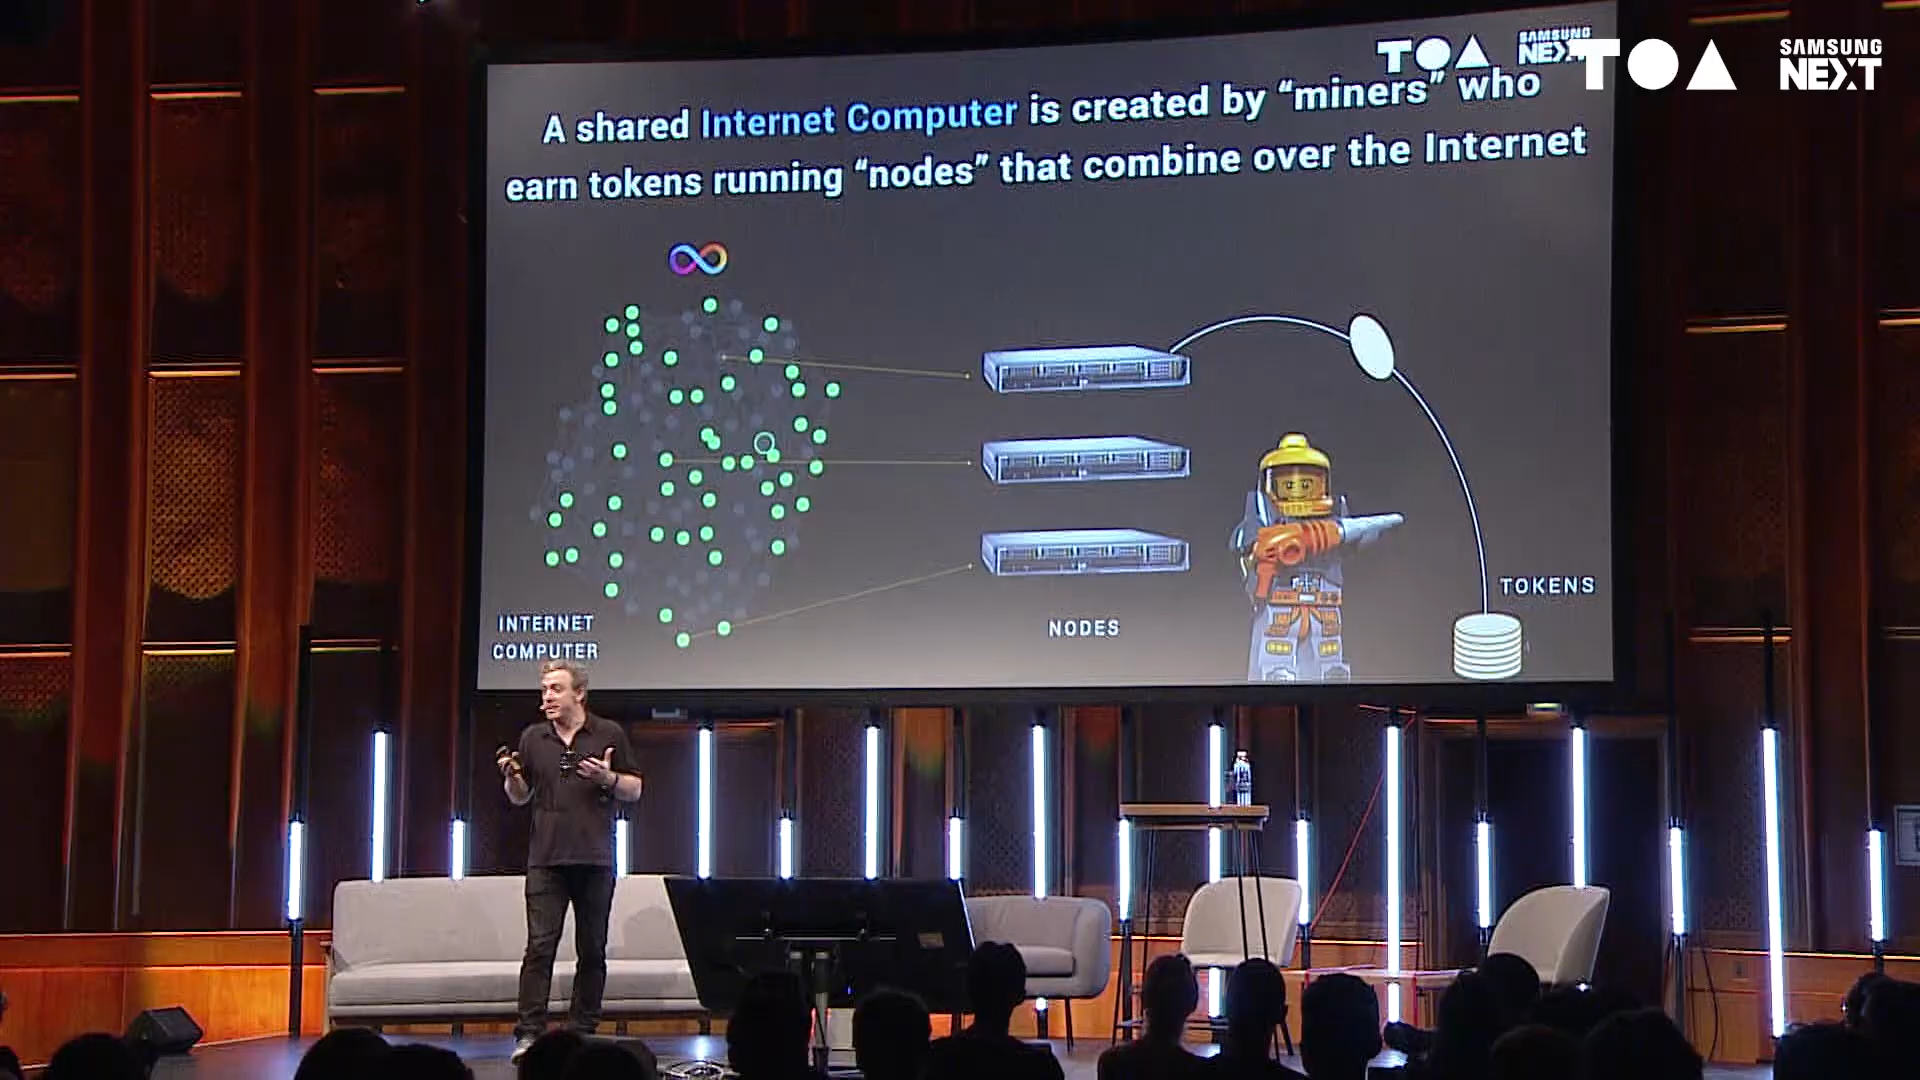 TOA SAMSUNG NEXT
TOA SAMSUNG NEXT
A shared Internet Computer is created by “miners” who
earn tokens running “nodes” that combine over the Internet
INTERNET
COMPUTER
NODES
TOKENS